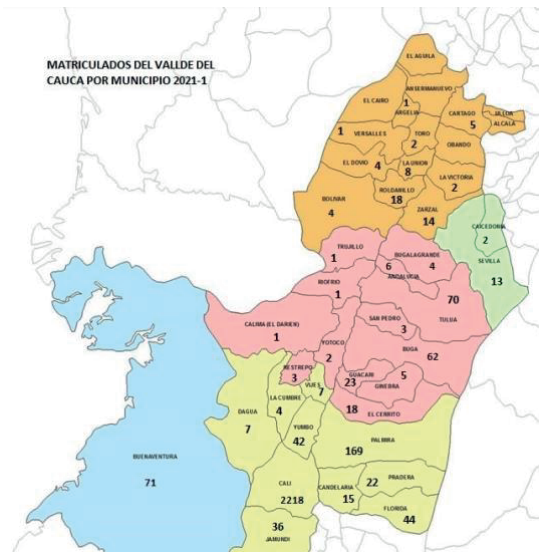 MATRICULADOS DEL VALLDE DEL
CAUCA POR MUNICIPIO 2021-1
EL AGUILA
ANSERMANUEVO
EL CAIRO
1
ARGELIA
CARTAGO
5
ALCALA
1
VERSALLES
TORO
2
OBANDO
EL DOVIO
4
LA UNION
8
LA VICTORIA
2
ROLDANILLO
18
BOLIVAR
4
ZARZAL
14
CAICEDONIA
2
SEVILLA
13
TRUJILLO
1
BUGALAGRANDE
6
4
ANDALUCIA
RIOFRIO
1
70
TULUA
SAN PEDRO
3
CALIMA (EL DARIEN)
1
YOTOCO
2
BUGA
62
RESTREPO
3
GUACARI
23
5
GINEBRA
7
LA CUMBRE
4
18
EL CERRITO
DAGUA
7
YUMBO
42
PALMIRA
169
BUENAVENTURA
71
CALI
2218
CANDELARIA
15
22
PRADERA
FLORIDA
44
36
JAMUNDI